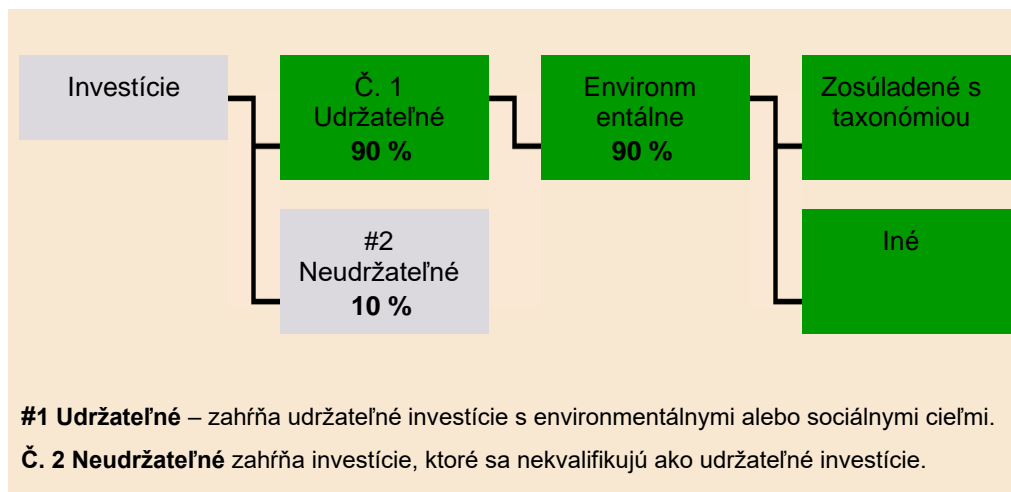 Investície
Č. 1
Udržateľné
90 %
Environm
entálne
90 %
Zosúladené s
taxonómiou
#2
Neudržateľné
10 %
Iné
#1 Udržateľné – zahŕňa udržateľné investície s environmentálnymi alebo sociálnymi cieľmi.
Č. 2 Neudržateľné zahŕňa investície, ktoré sa nekvalifikujú ako udržateľné investície.